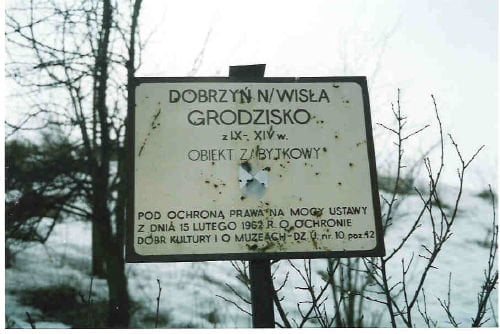 DOBRZYŃ N/WISŁA
GRODZISKO
z IX-XIV w.
OBIEKT ZABYTKOWY
POD OCHRONĄ PRAWA NA MOCY USTAWY
Z DNIA 15 LUTEGO 1962 R. O OCHRONIE
DÓBR KULTURY I O MUZEACH-DZ.U. nr. 10 poz. 42